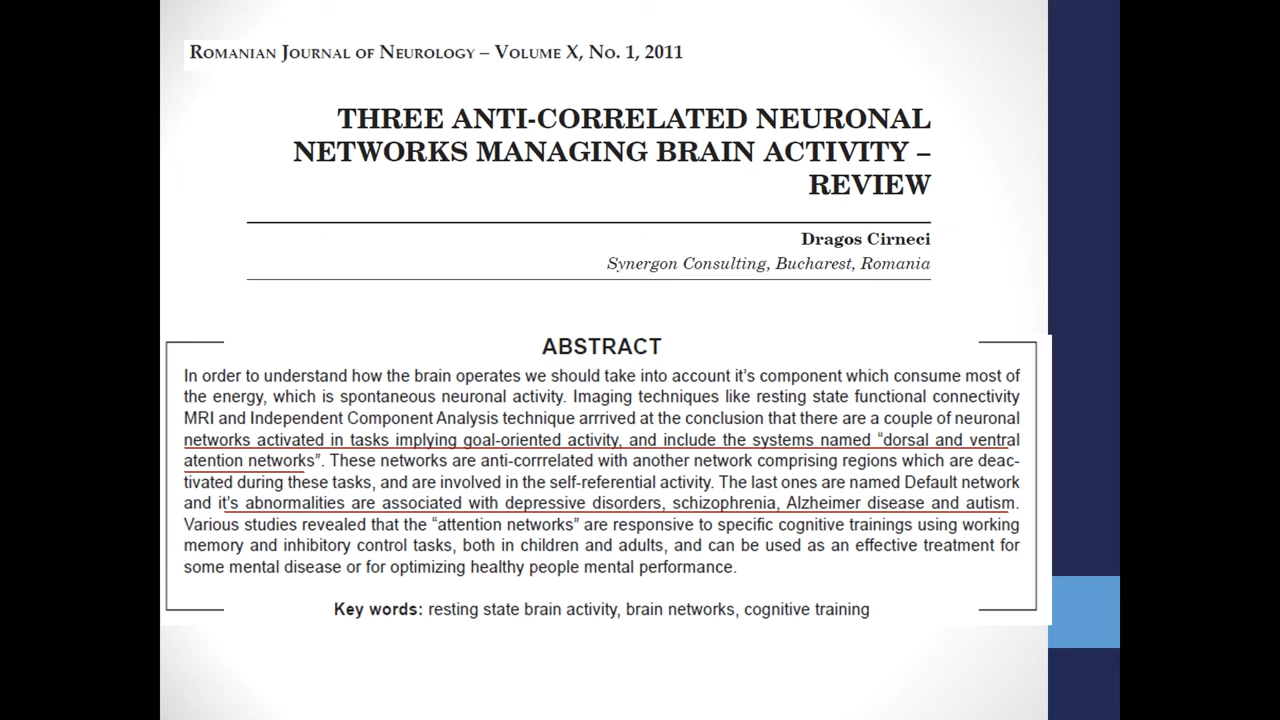 ROMANIAN JOURNAL OF NEUROLOGY – VOLUME X, NO. 1, 2011
THREE ANTI-CORRELATED NEURONAL
NETWORKS MANAGING BRAIN ACTIVITY –
REVIEW
Dragos Cirneci
Synergon Consulting, Bucharest, Romania
ABSTRACT
In order to understand how the brain operates we should take into account it's component which consume most of
the energy, which is spontaneous neuronal activity. Imaging techniques like resting state functional connectivity
MRI and Independent Component Analysis technique arrrived at the conclusion that there are a couple of neuronal
networks activated in tasks implying goal-oriented activity, and include the systems named “dorsal and ventral
atention networks”. These networks are anti-corrrelated with another network comprising regions which are deac-
tivated during these tasks, and are involved in the self-referential activity. The last ones are named Default network
and it's abnormalities are associated with depressive disorders, schizophrenia, Alzheimer disease and autism.
Various studies revealed that the “attention networks” are responsive to specific cognitive trainings using working
memory and inhibitory control tasks, both in children and adults, and can be used as an effective treatment for
some mental disease or for optimizing healthy people mental performance.
Key words: resting state brain activity, brain networks, cognitive training